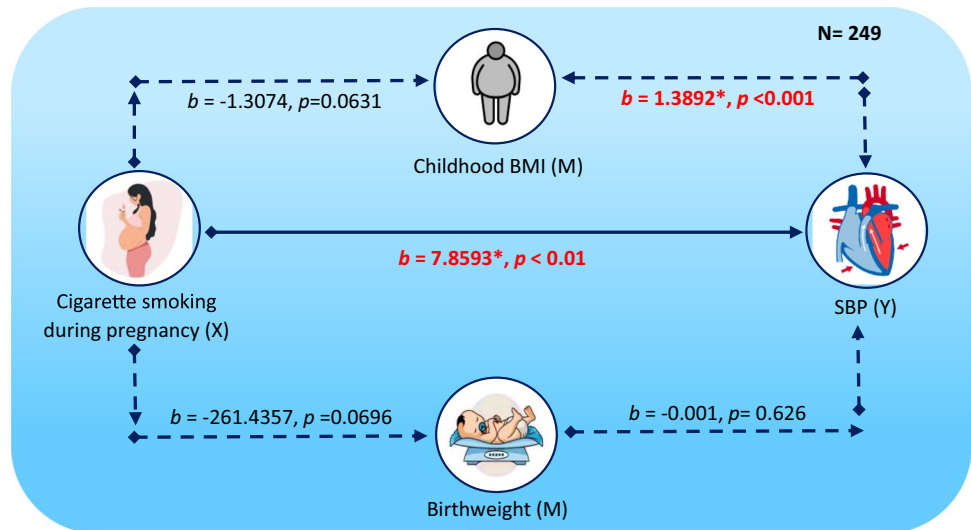 N= 249
b = -1.3074, p=0.0631
b = 1.3892*, p <0.001
Childhood BMI (M)
b = 7.8593*, p < 0.01
Cigarette smoking
during pregnancy (X)
SBP (Y)
b = -261.4357, p =0.0696
b = -0.001, p= 0.626
Birthweight (M)